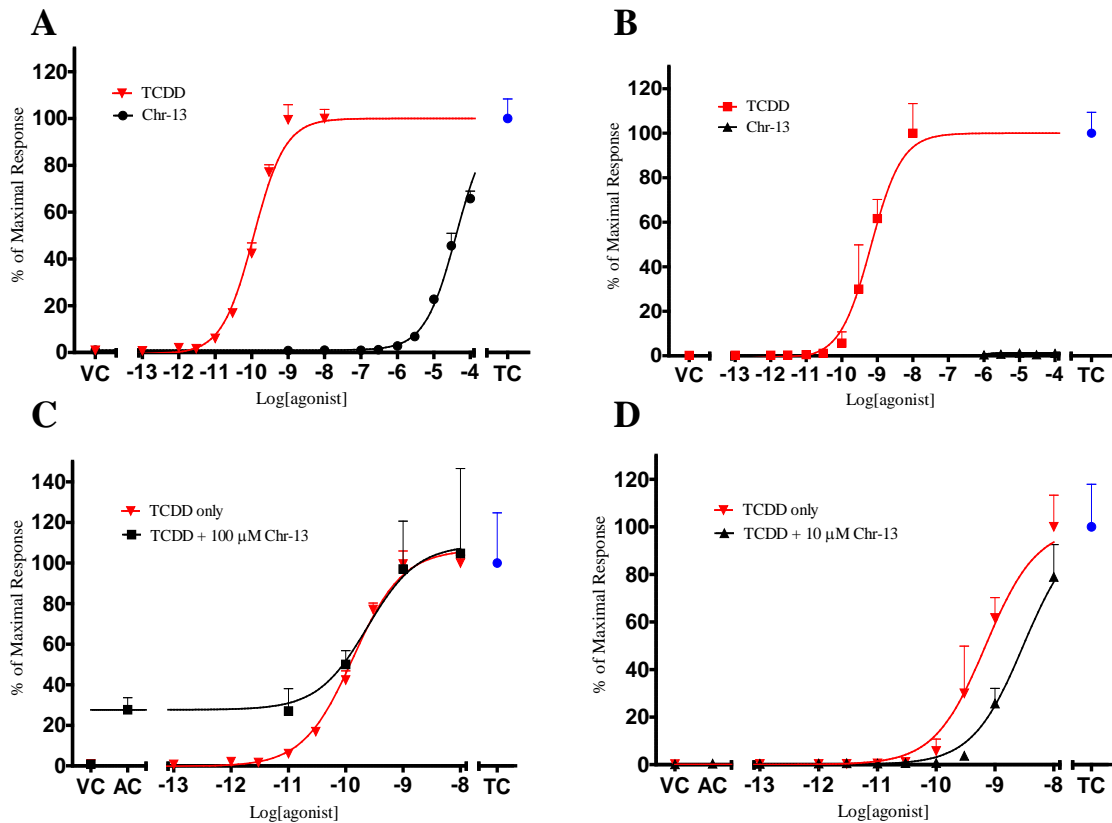 A
% of Maximal Response
120
100
80
60
40
20
0
TCDD
Chr-13
VC -13 -12 -11 -10 -9 -8 -7 -6 -5 -4 TC
Log[agonist]
B
% of Maximal Response
120
100
80
60
40
20
0
TCDD
Chr-13
VC -13 -12 -11 -10 -9 -8 -7 -6 -5 -4 TC
Log[agonist]
C
% of Maximal Response
140
120
100
80
60
40
20
0
TCDD only
TCDD + 100 μM Chr-13
VC AC -13 -12 -11 -10 -9 -8 TC
Log[agonist]
D
% of Maximal Response
120
100
80
60
40
20
0
TCDD only
TCDD + 10 μM Chr-13
VC AC -13 -12 -11 -10 -9 -8 TC
Log[agonist]